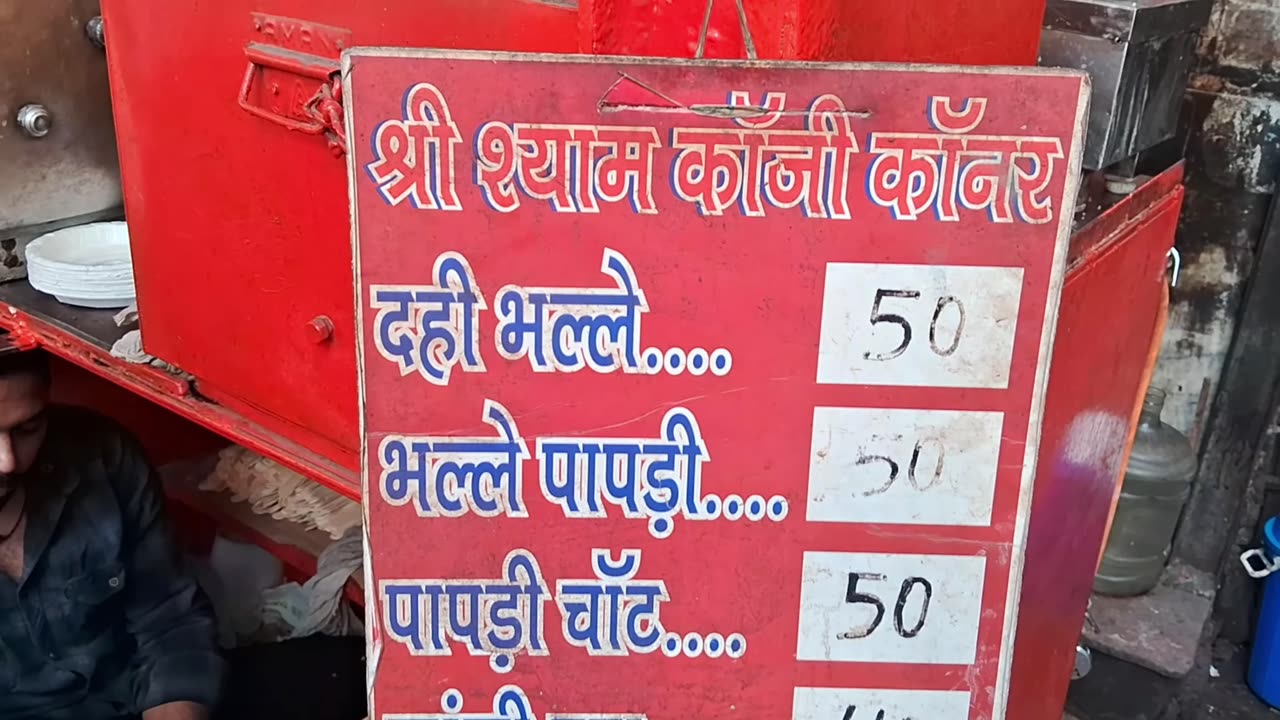 श्री श्याम कॉजी कॉनर
दही भल्ले.... 50
भल्ले पापड़ी.... 50
पापड़ी चॉट.... 50